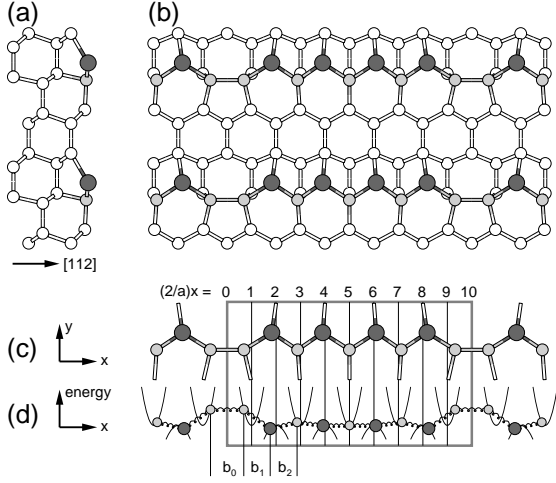 (a)
(b)
[112]
(2/a)x = 0 1 2 3 4 5 6 7 8 9 10
(c) y x
(d) energy x
b0 b1 b2